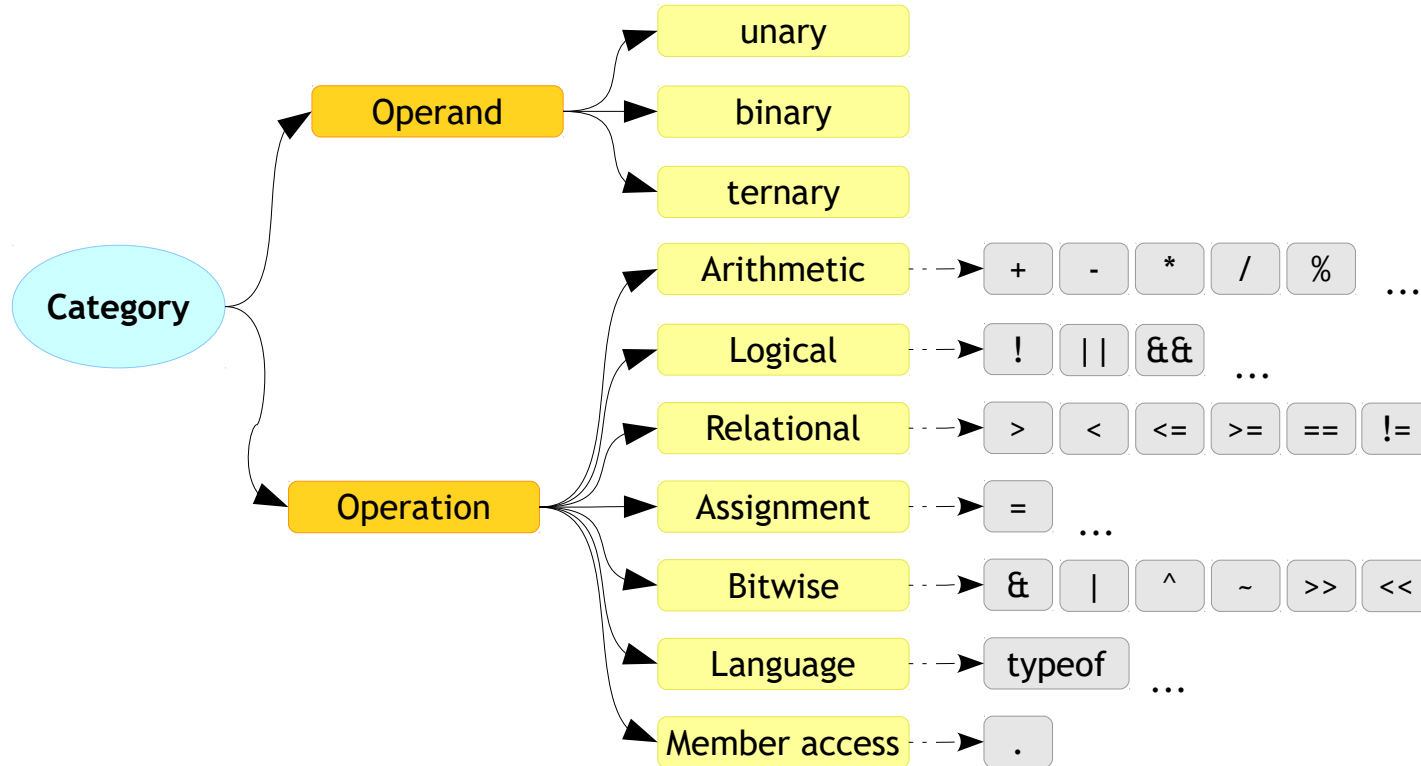 unary
Operand
binary
ternary
Category
Arithmetic + - * / % ...
Logical ! || && ...
Relational > < <= >= == !=
Operation
Assignment = ...
Bitwise & | ^ ~ >> <<
Language typeof ...
Member access .